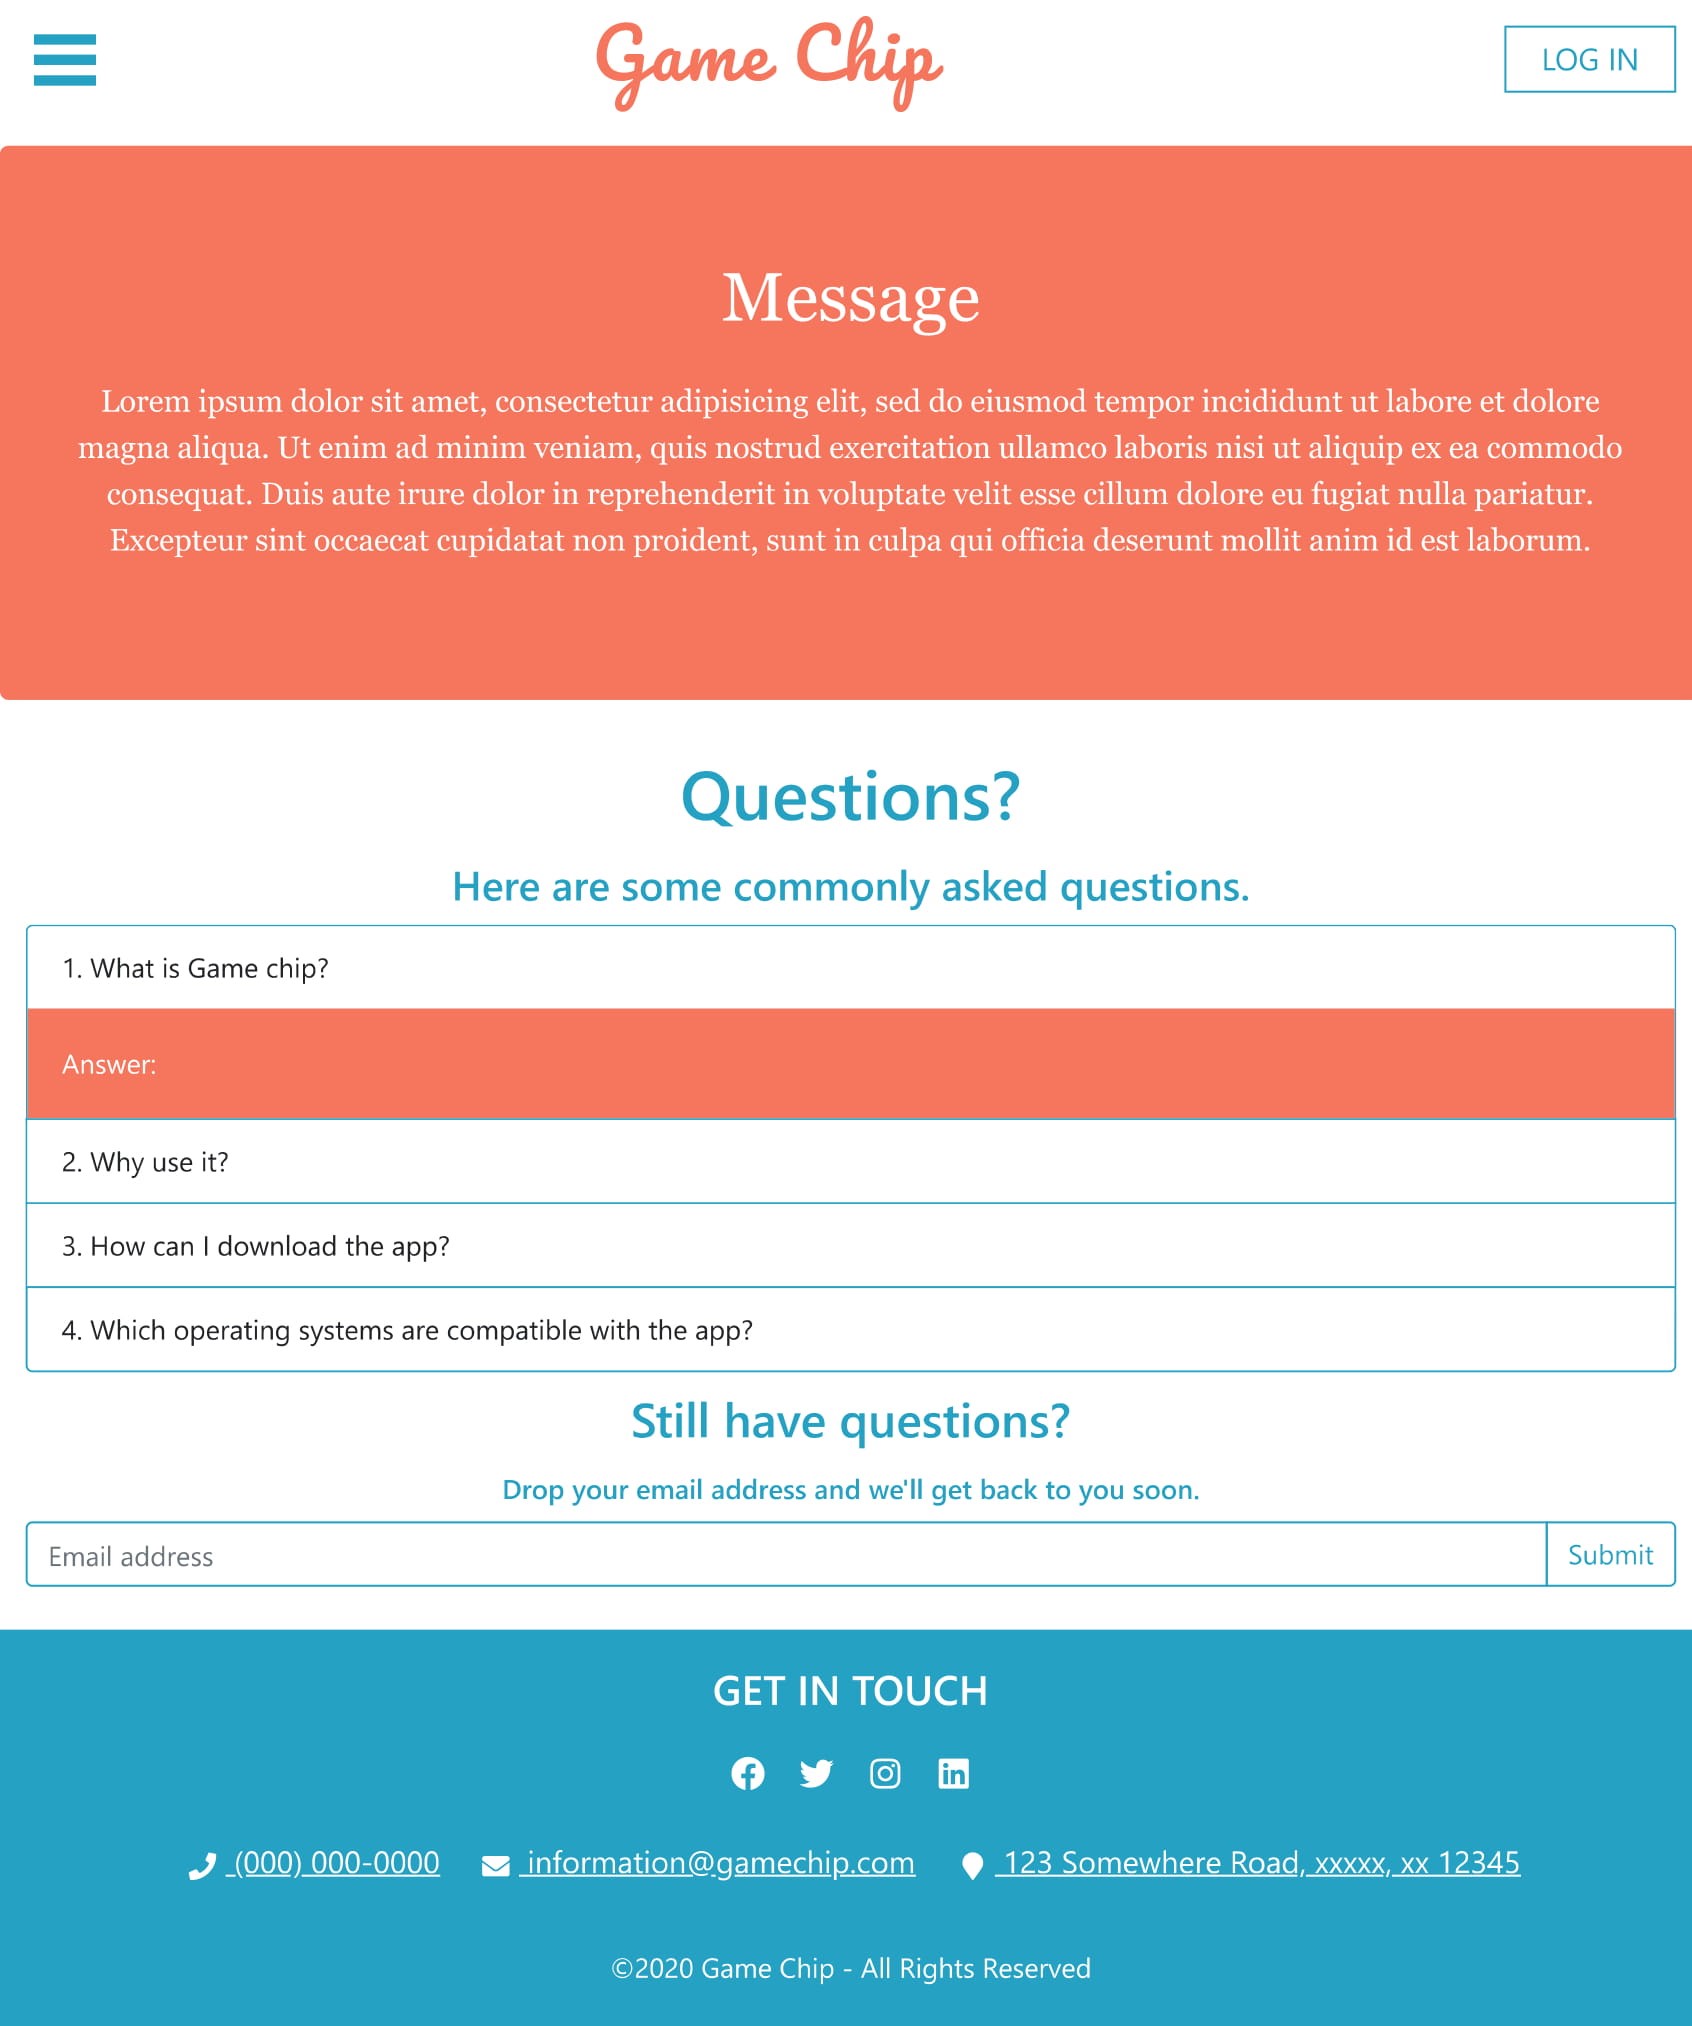 Game Chip
LOG IN
Message
Lorem ipsum dolor sit amet, consectetur adipisicing elit, sed do eiusmod tempor incididunt ut labore et dolore
magna aliqua. Ut enim ad minim veniam, quis nostrud exercitation ullamco laboris nisi ut aliquip ex ea commodo
consequat. Duis aute irure dolor in reprehenderit in voluptate velit esse cillum dolore eu fugiat nulla pariatur.
Excepteur sint occaecat cupidatat non proident, sunt in culpa qui officia deserunt mollit anim id est laborum.
Questions?
Here are some commonly asked questions.
1. What is Game chip?
Answer:
2. Why use it?
3. How can I download the app?
4. Which operating systems are compatible with the app?
Still have questions?
Drop your email address and we'll get back to you soon.
Email address
Submit
GET IN TOUCH
(000) 000-0000 information@gamechip.com 123 Somewhere Road, xxxxx, xx 12345
©2020 Game Chip - All Rights Reserved